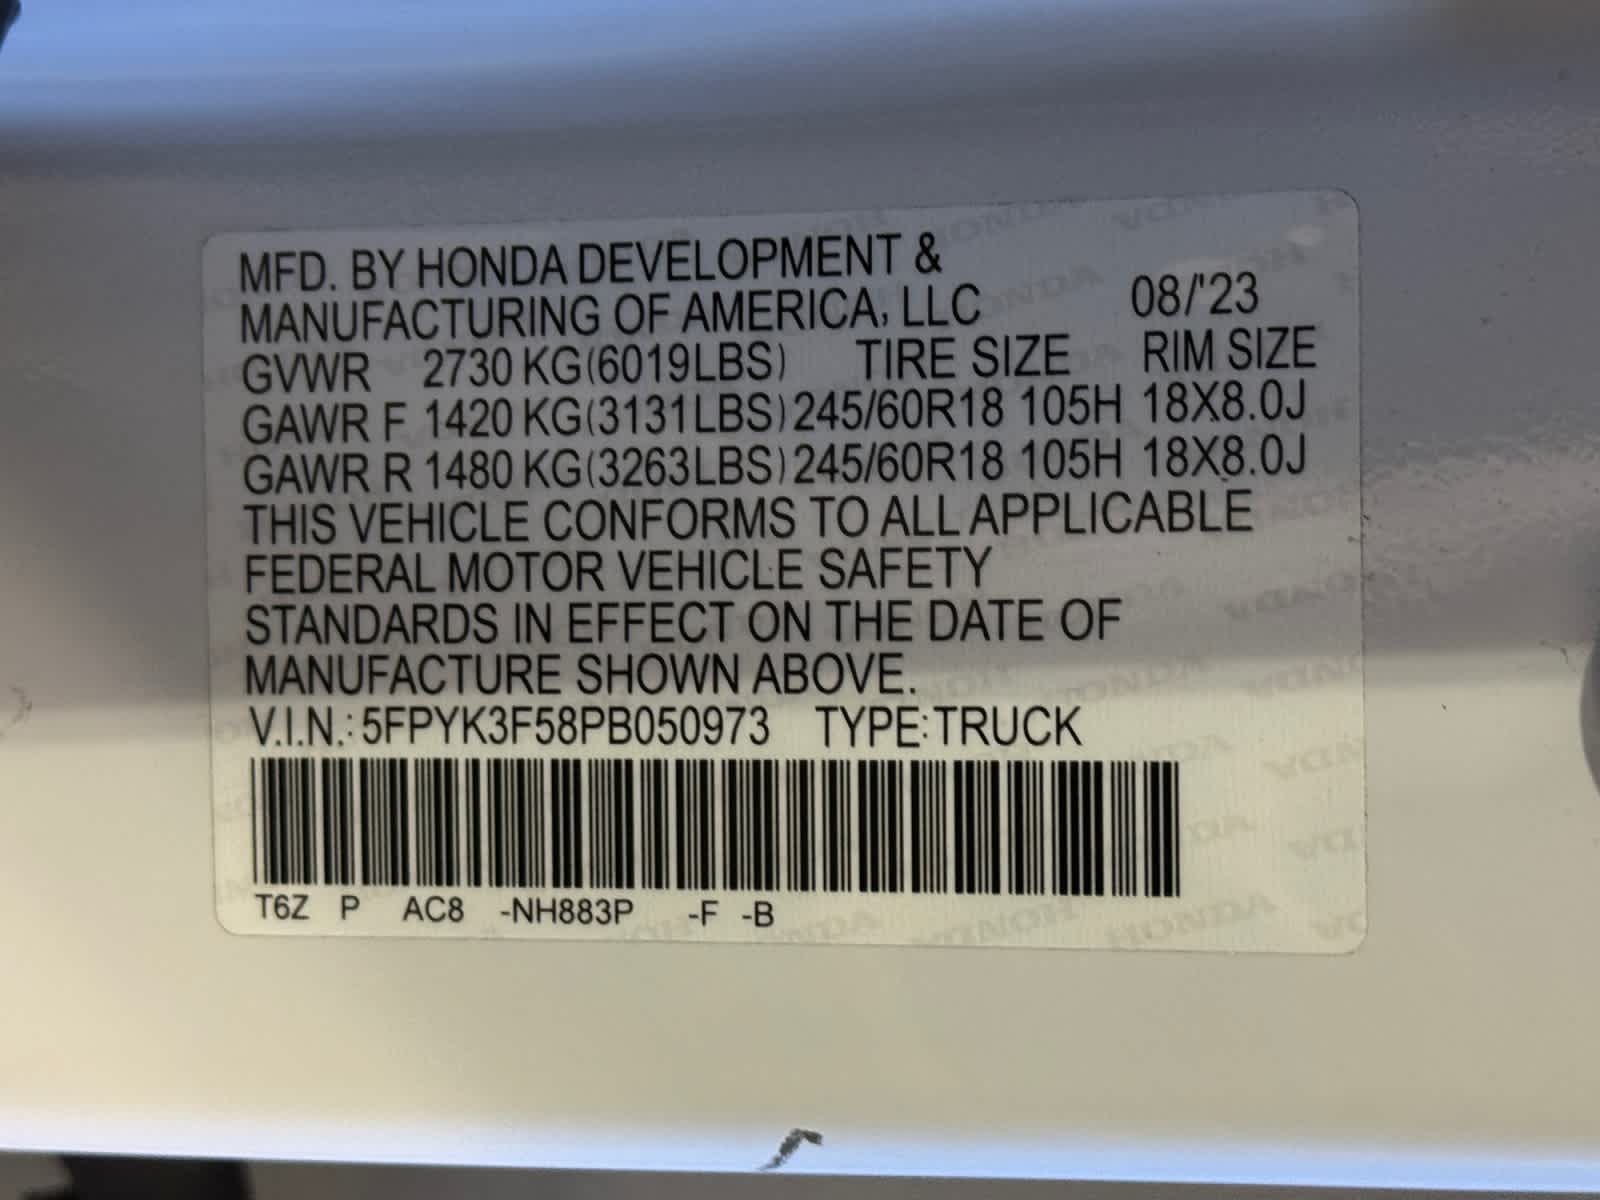 MFD. BY HONDA DEVELOPMENT &
MANUFACTURING OF AMERICA, LLC 08/'23
GVWR 2730 KG(6019LBS) TIRE SIZE RIM SIZE
GAWR F 1420 KG(3131LBS) 245/60R18 105H 18X8.0J
GAWR R 1480 KG(3263LBS) 245/60R18 105H 18X8.0J
THIS VEHICLE CONFORMS TO ALL APPLICABLE
FEDERAL MOTOR VEHICLE SAFETY
STANDARDS IN EFFECT ON THE DATE OF
MANUFACTURE SHOWN ABOVE.
V.I.N.: 5FPYK3F58PB050973 TYPE: TRUCK
T6Z P AC8 -NH883P -F -B